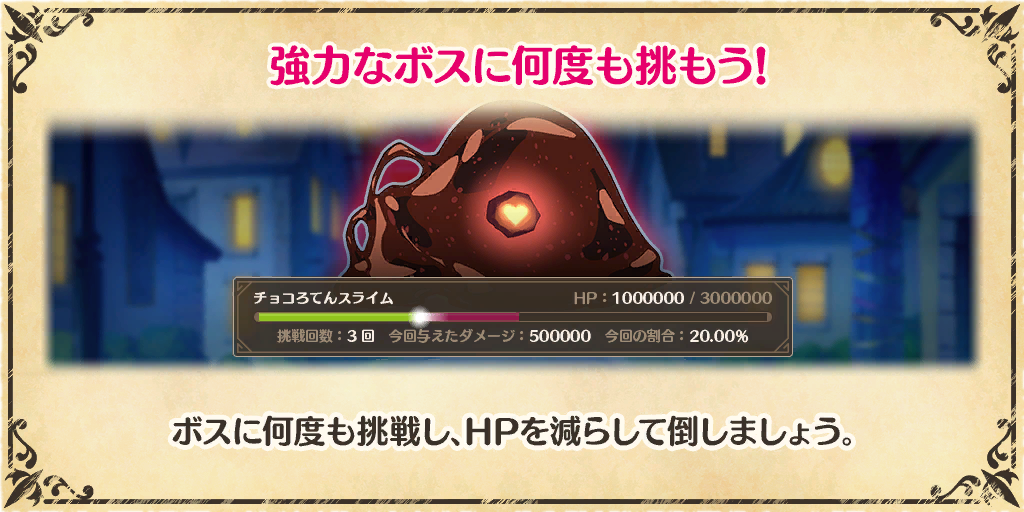 強力なボスに何度も挑もう!
チョコろてんスライム HP：1000000 / 3000000
挑戦回数：3 回 今回与えたダメージ：500000 今回の割合：20.00%
ボスに何度も挑戦し、HPを減らして倒しましょう。